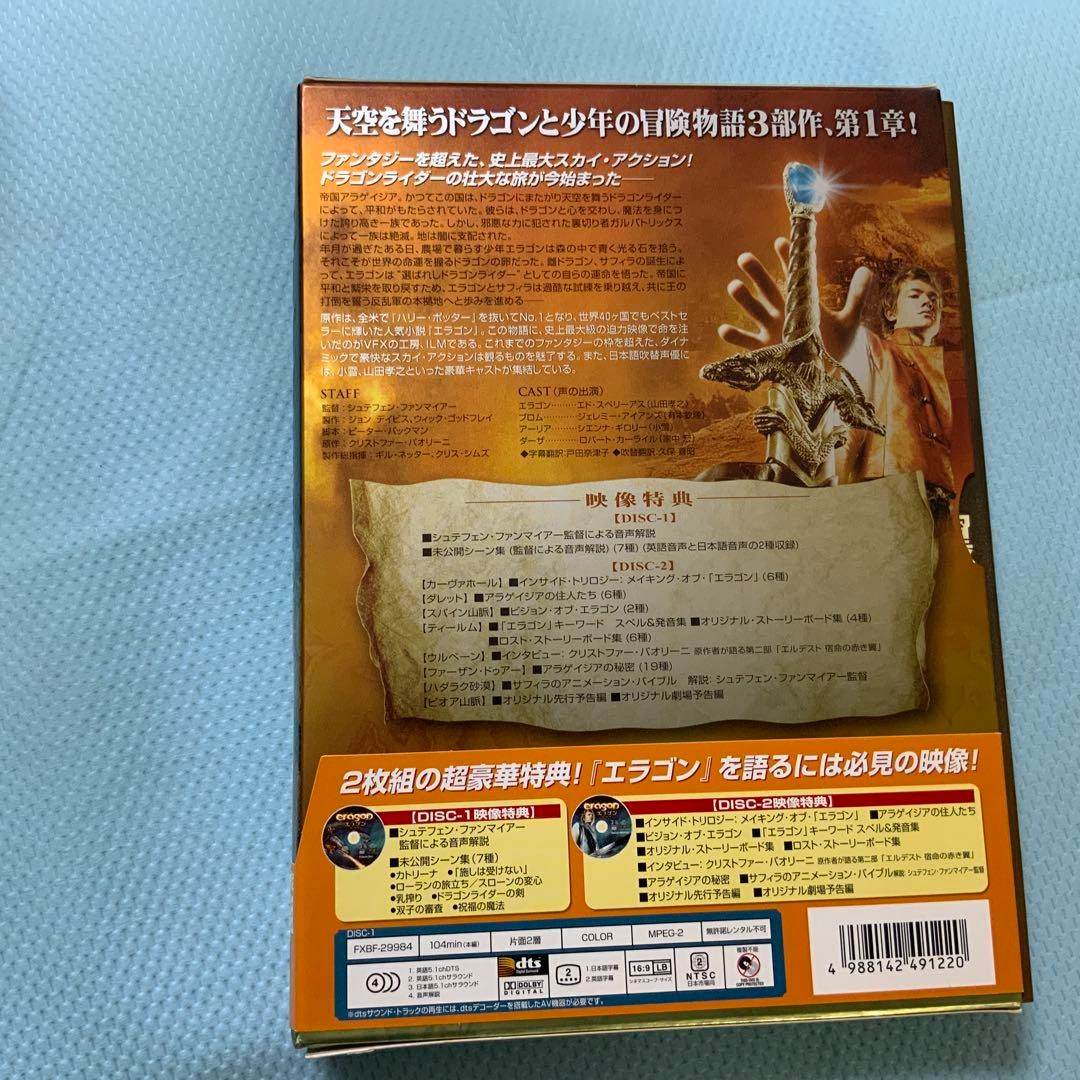 天空を舞うドラゴンと少年の冒険物語3部作、第1章!
ファンタジーを超えた、史上最大スカイ・アクション!
ドラゴンライダーの壮大な旅が今始まった――
帝国アラゲイジア。かつてこの国は、ドラゴンにまたがり天空を舞うドラゴンライダー
によって、平和がもたらされていた。彼らは、ドラゴンと心を交わし、魔法を身につ
けた誇り高き一族であった。しかし、邪悪な力に犯された裏切り者ガルバトリックス
によって一族は絶滅。地は闇に支配された。
年月が過ぎたある日、農場で暮らす少年エラゴンは森の中で青く光る石を拾う。
それこそが世界の命運を握るドラゴンの卵だった。雌ドラゴン、サフィラの誕生によ
って、エラゴンは“選ばれしドラゴンライダー”としての自らの運命を悟った。帝国に
平和と繁栄を取り戻すため、エラゴンとサフィラは過酷な試練を乗り越え、共に王の
打倒を誓う反乱軍の本拠地へと歩みを進める――
原作は、全米で「ハリー・ポッター」を抜いてNo.1となり、世界40ヶ国でもベストセ
ラーに輝いた人気小説『エラゴン』。この物語に、史上最大級の迫力映像で命を注
いだのがVFXの工房、ILMである。これまでのファンタジーの枠を超えた、ダイナ
ミックで豪快なスカイ・アクションは観るものを魅了する。また、日本語吹替声優に
は、小雪、山田孝之といった豪華キャストが集結している。
STAFF
監督:シュテフェン・ファンマイアー
製作:ジョン・デイビス、ウィック・ゴッドフレイ
脚本:ピーター・バックマン
原作:クリストファー・パオリーニ
製作総指揮:ギル・ネッター、クリス・シムズ
CAST(声の出演)
エラゴン………エド・スペリーアス(山田孝之)
ブロム…………ジェレミー・アイアンズ(有本欽隆)
アーリア………シエンナ・ギロリー(小雪)
ダーザ…………ロバート・カーライル(家中 宏)
◆字幕翻訳:戸田奈津子 ◆吹替翻訳:久保 喜昭
映像特典
【DISC-1】
■シュテフェン・ファンマイアー監督による音声解説
■未公開シーン集 (監督による音声解説) (7種) (英語音声と日本語音声の2種収録)
【DISC-2】
【カーヴァホール】■インサイド・トリロジー: メイキング・オブ・「エラゴン」 (6種)
【ダレット】■アラゲイジアの住人たち (6種)
【スパイン山脈】■ビジョン・オブ・エラゴン (2種)
【ティールム】■「エラゴン」キーワード スペル&発音集 ■オリジナル・ストーリーボード集 (4種)
■ロスト・ストーリーボード集 (6種)
【ウルベーン】■インタビュー: クリストファー・パオリーニ 原作者が語る第二部「エルデスト 宿命の赤き翼」
【ファーザン・ドゥアー】■アラゲイジアの秘密 (19種)
【ハダラク砂漠】■サフィラのアニメーション・バイブル 解説: シュテフェン・ファンマイアー監督
【ビオア山脈】■オリジナル先行予告編 ■オリジナル劇場予告編
2枚組の超豪華特典!『エラゴン』を語るには必見の映像!
eragon
エラゴン
【DISC-1映像特典】
■シュテフェン・ファンマイアー
監督による音声解説
■未公開シーン集 (7種)
●カトリーナ ●「施しは受けない」
●ローランの旅立ち/スローンの変心
●乳搾り ●ドラゴンライダーの剣
●双子の審査 ●祝福の魔法
eragon
エラゴン
【DISC-2映像特典】
■インサイド・トリロジー: メイキング・オブ・「エラゴン」 ■アラゲイジアの住人たち
■ビジョン・オブ・エラゴン ■「エラゴン」キーワード スペル&発音集
■オリジナル・ストーリーボード集 ■ロスト・ストーリーボード集
■インタビュー: クリストファー・パオリーニ 原作者が語る第二部「エルデスト 宿命の赤き翼」
■アラゲイジアの秘密 ■サフィラのアニメーション・バイブル 解説: シュテフェン・ファンマイアー監督
■オリジナル先行予告編 ■オリジナル劇場予告編
DISC-1
FXBF-29984
104min(本編)
片面2層
COLOR
MPEG-2
無許諾レンタル不可
4
1. 英語5.1chDTS
2. 英語5.1chサラウンド
3. 日本語5.1chサラウンド
4. 音声解説
dts
Digital Surround
DOLBY
DIGITAL
2
1.日本語字幕
2.英語字幕
16:9 LB
シネマスコープ サイズ
2
NTSC
日本市場向
複製不能
THIS DVD IS
COPY PROTECTED
※dtsサウンド・トラックの再生には、dtsデコーダーを搭載したAV機器が必要です。
4 988142 491220